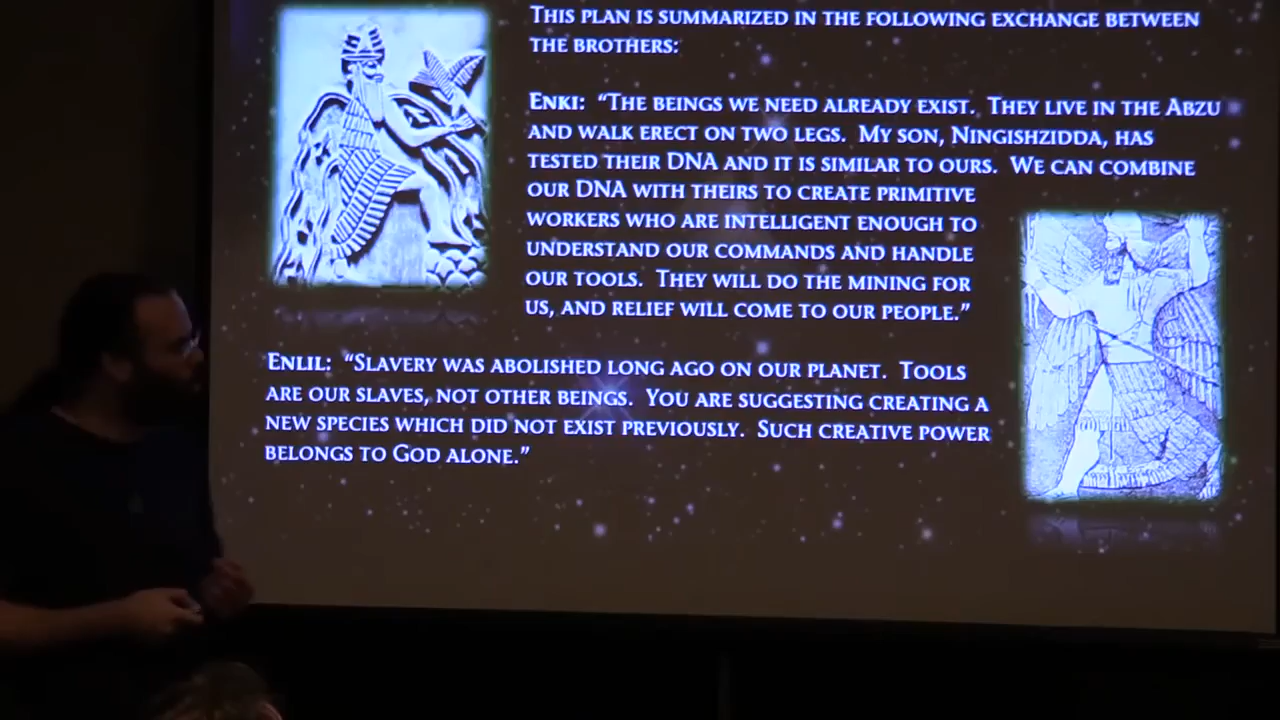 THIS PLAN IS SUMMARIZED IN THE FOLLOWING EXCHANGE BETWEEN
THE BROTHERS:
ENKI: “THE BEINGS WE NEED ALREADY EXIST. THEY LIVE IN THE ABZU
AND WALK ERECT ON TWO LEGS. MY SON, NINGISHZIDDA, HAS
TESTED THEIR DNA AND IT IS SIMILAR TO OURS. WE CAN COMBINE
OUR DNA WITH THEIRS TO CREATE PRIMITIVE
WORKERS WHO ARE INTELLIGENT ENOUGH TO
UNDERSTAND OUR COMMANDS AND HANDLE
OUR TOOLS. THEY WILL DO THE MINING FOR
US, AND RELIEF WILL COME TO OUR PEOPLE.”
ENLIL: “SLAVERY WAS ABOLISHED LONG AGO ON OUR PLANET. TOOLS
ARE OUR SLAVES, NOT OTHER BEINGS. YOU ARE SUGGESTING CREATING A
NEW SPECIES WHICH DID NOT EXIST PREVIOUSLY. SUCH CREATIVE POWER
BELONGS TO GOD ALONE.”